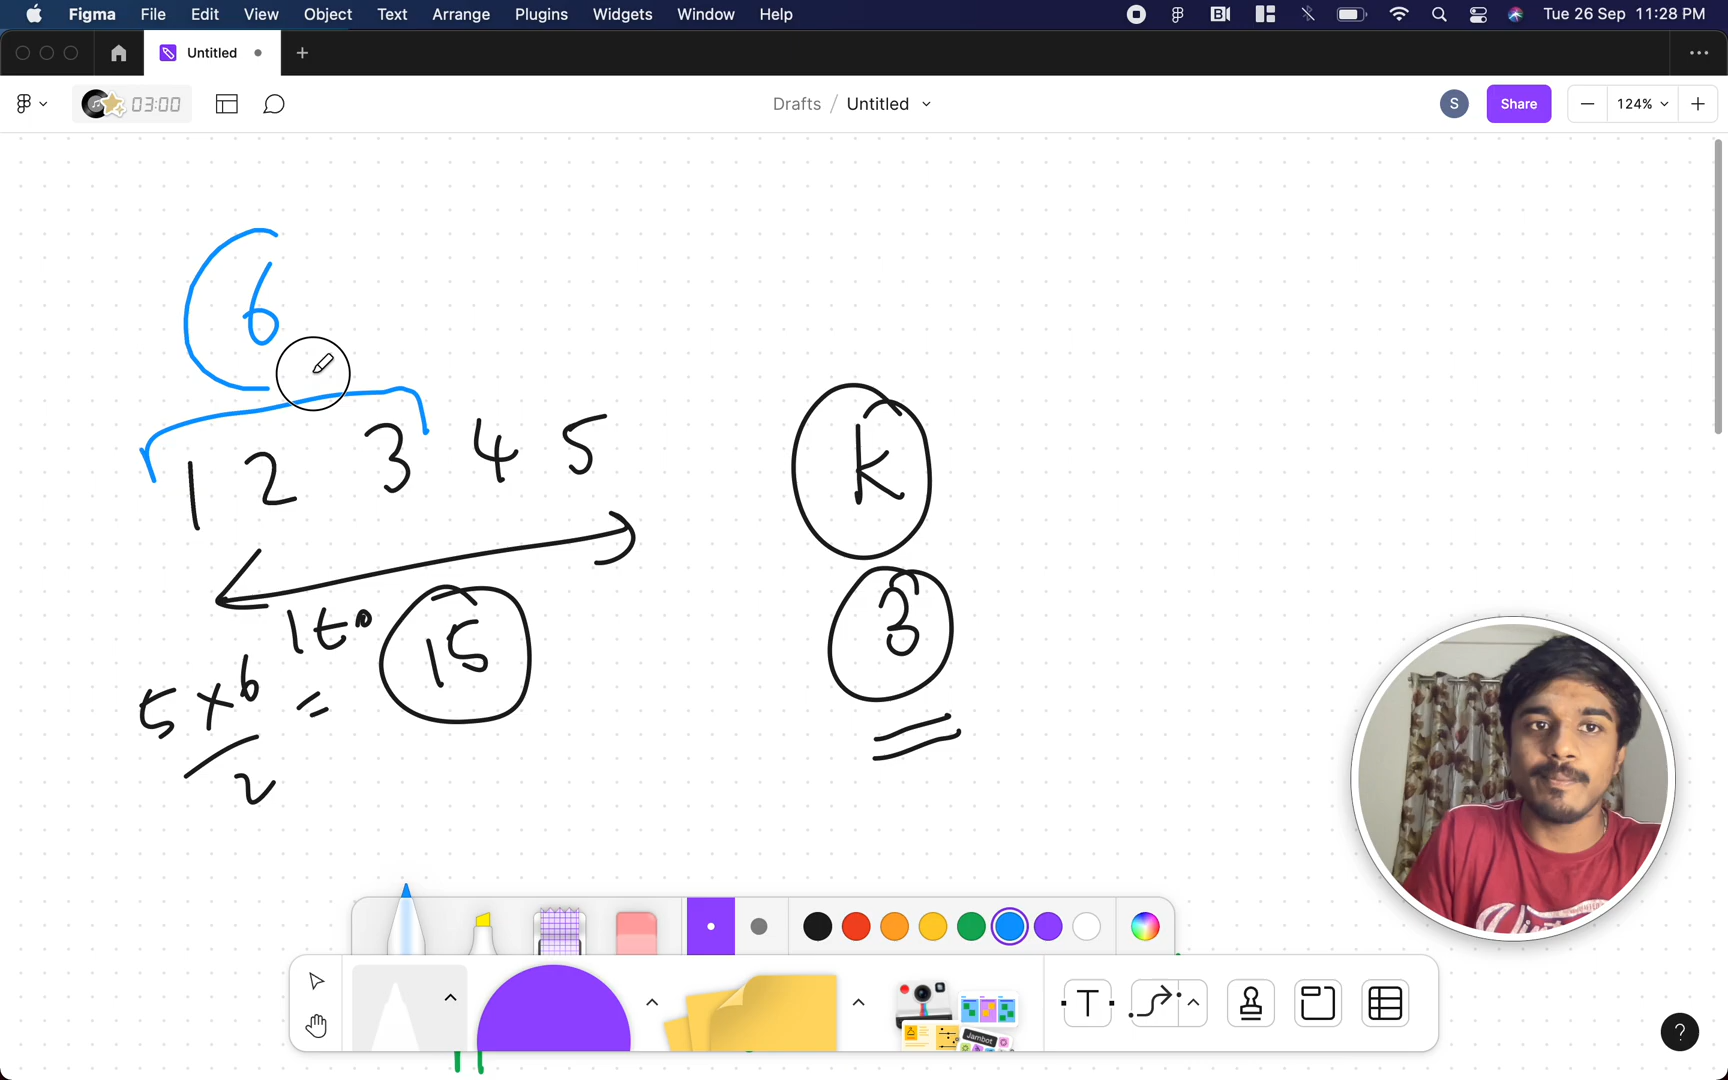 Figma File Edit View Object Text Arrange Plugins Widgets Window Help Tue 26 Sep 11:28 PM
Untitled
03:00 Drafts / Untitled S Share 124%
6
1 2 3 4 5
K
1 to 15
3
5 x 6 =
2
T
Jambot
?